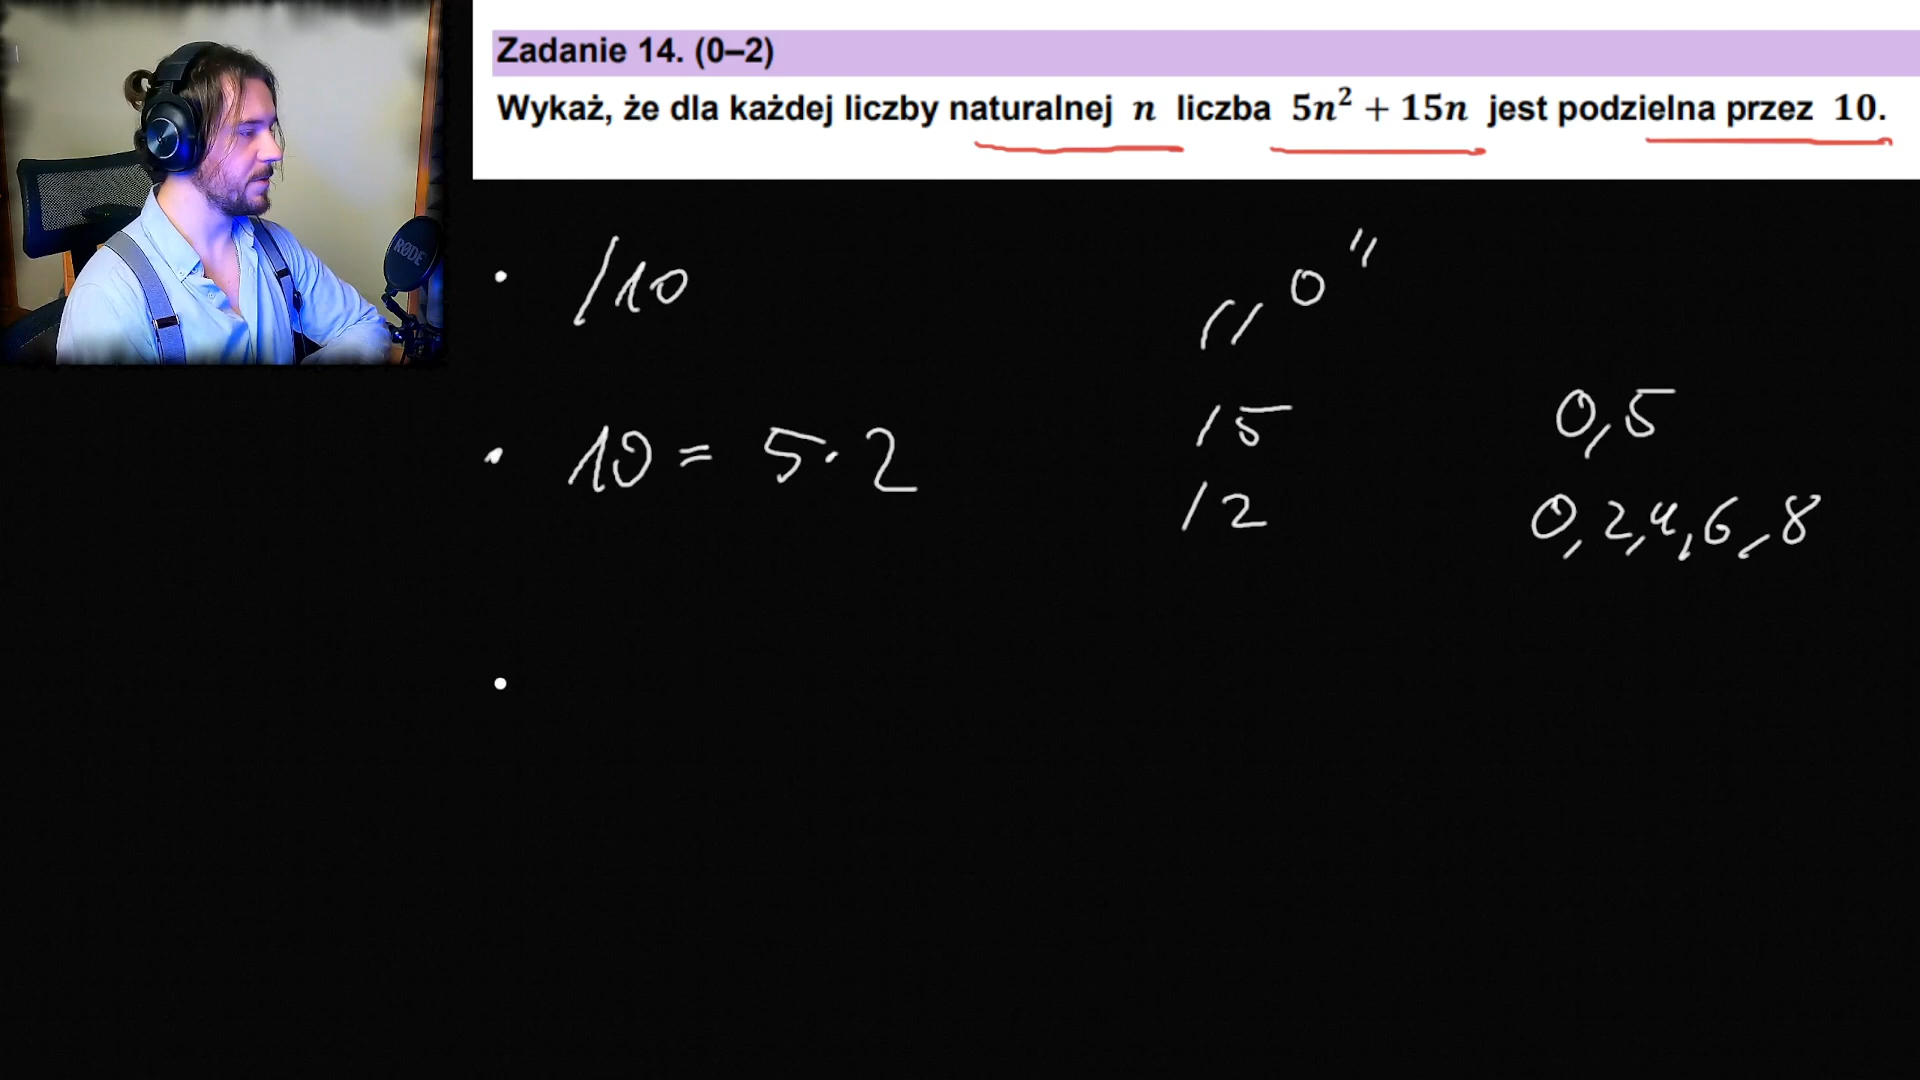 Zadanie 14. (0–2)
Wykaż, że dla każdej liczby naturalnej n liczba 5n² + 15n jest podzielna przez 10.
RØDE
• /10 „0"
• 10 = 5·2
/5 0,5
/2 0,2,4,6,8
•